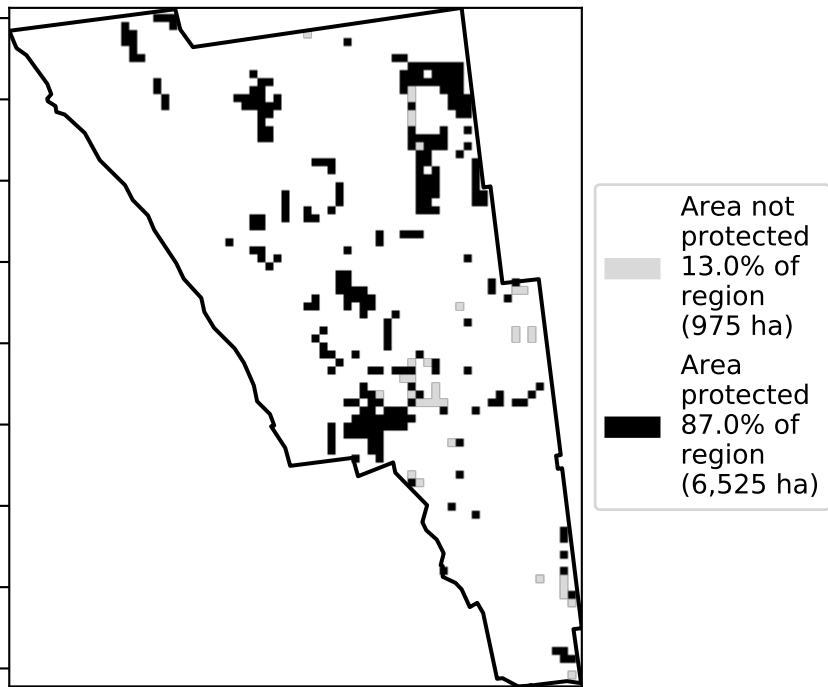 Area not
protected
13.0% of
region
(975 ha)
Area
protected
87.0% of
region
(6,525 ha)